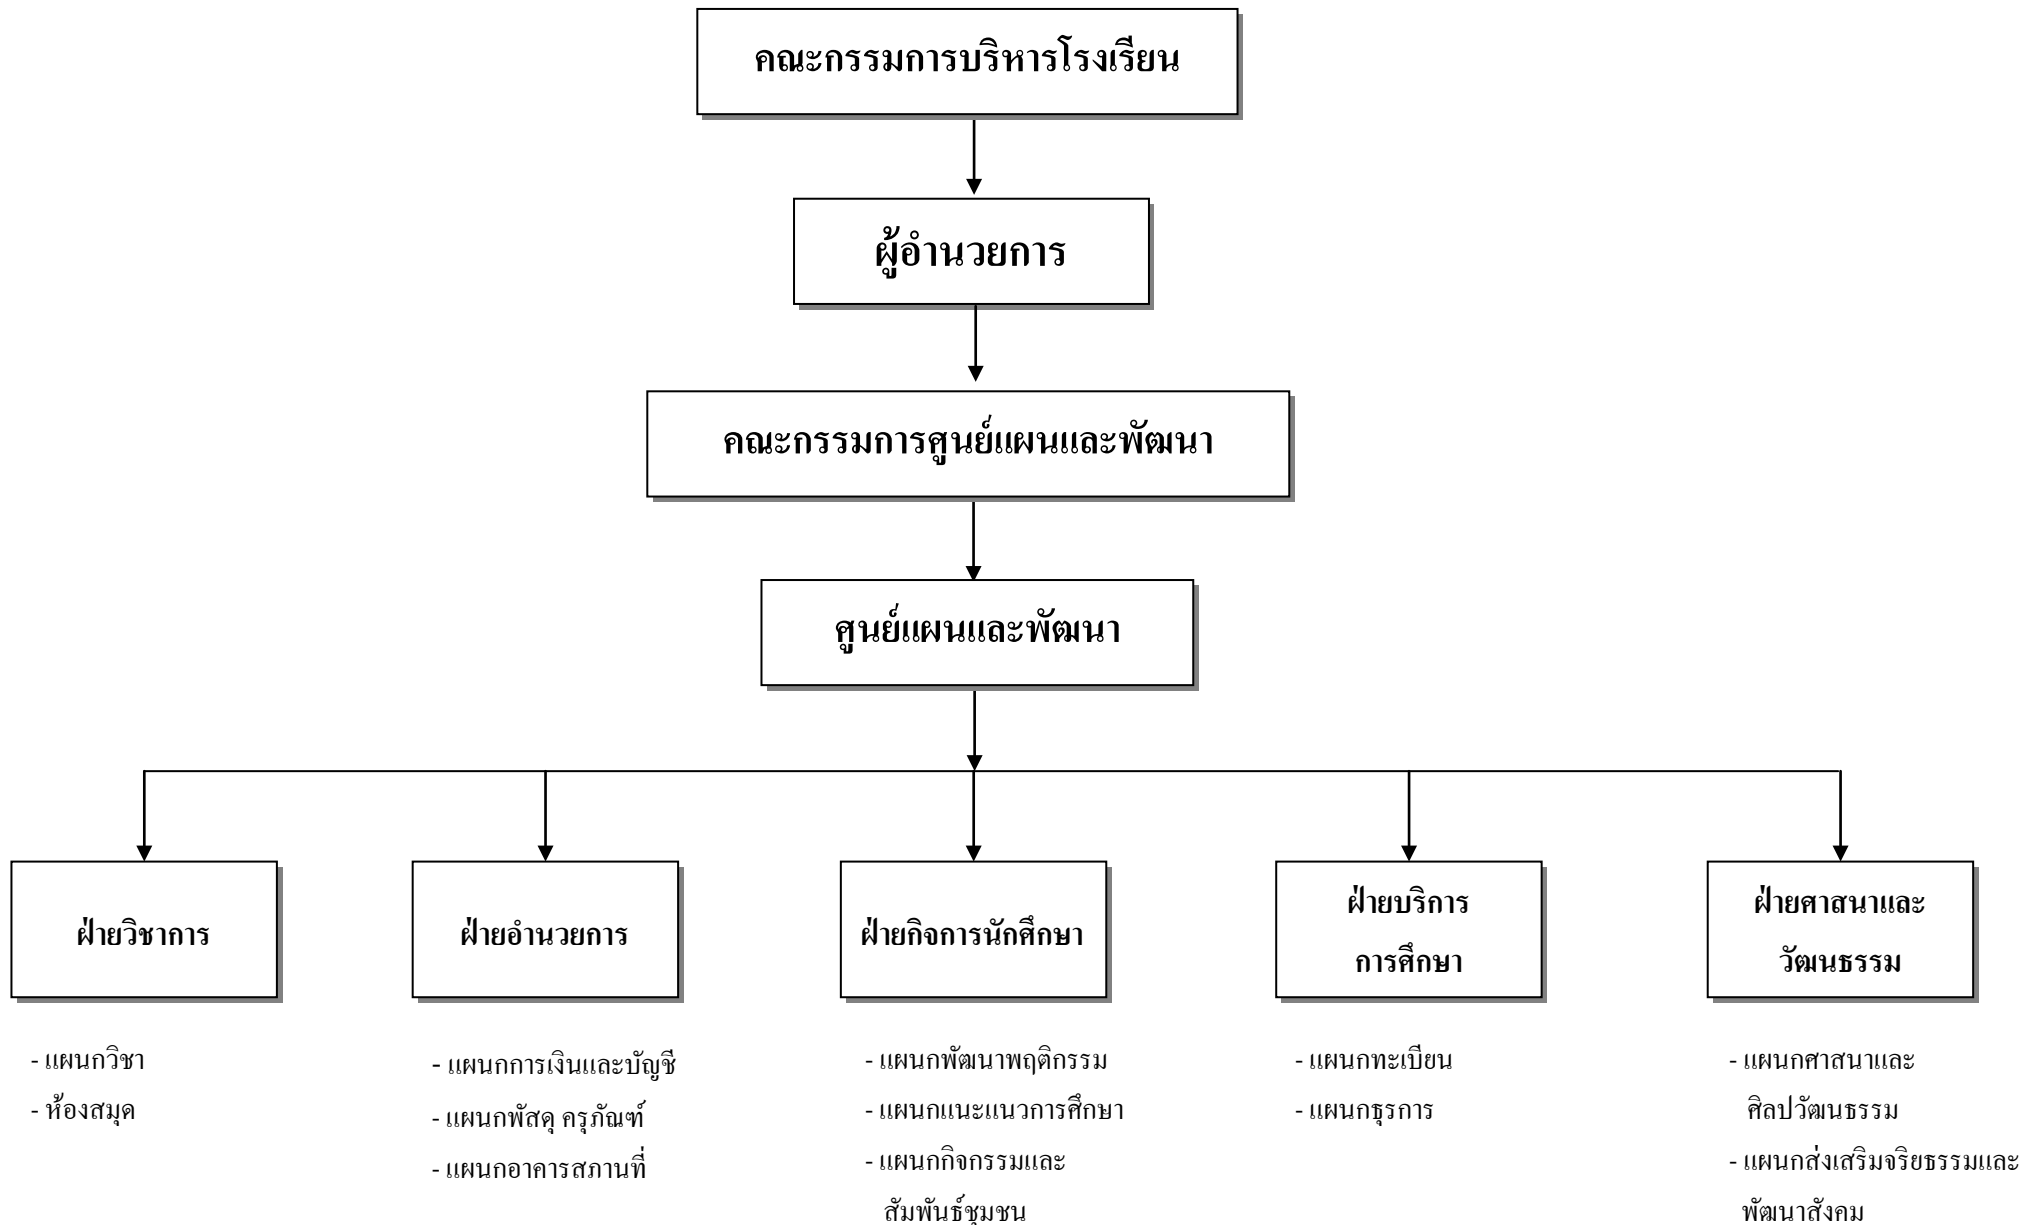 คณะกรรมการบริหารโรงเรียน
ผู้อำนวยการ
คณะกรรมการศูนย์แผนและพัฒนา
ศูนย์แผนและพัฒนา
ฝ่ายวิชาการ
- แผนกวิชา
- ห้องสมุด
ฝ่ายอำนวยการ
- แผนกการเงินและบัญชี
- แผนกพัสดุ ครุภัณฑ์
- แผนกอาคารสถานที่
ฝ่ายกิจการนักศึกษา
- แผนกพัฒนาพฤติกรรม
- แผนกแนะแนวการศึกษา
- แผนกกิจกรรมและ
สัมพันธ์ชุมชน
ฝ่ายบริการ
การศึกษา
- แผนกทะเบียน
- แผนกธุรการ
ฝ่ายศาสนาและ
วัฒนธรรม
- แผนกศาสนาและ
ศิลปวัฒนธรรม
- แผนกส่งเสริมจริยธรรมและ
พัฒนาสังคม